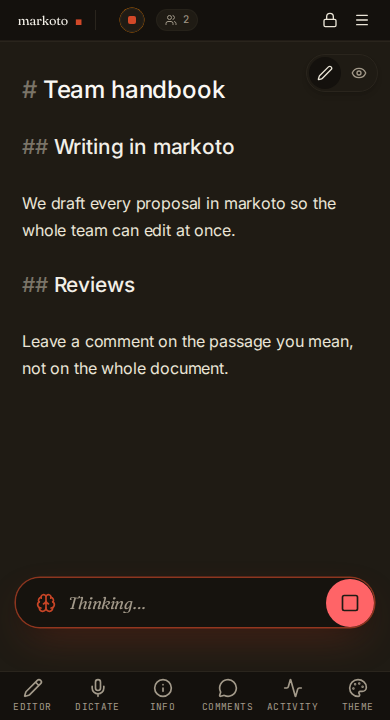 markoto
2
# Team handbook
## Writing in markoto
We draft every proposal in markoto so the
whole team can edit at once.
## Reviews
Leave a comment on the passage you mean,
not on the whole document.
Thinking...
EDITOR DICTATE INFO COMMENTS ACTIVITY THEME